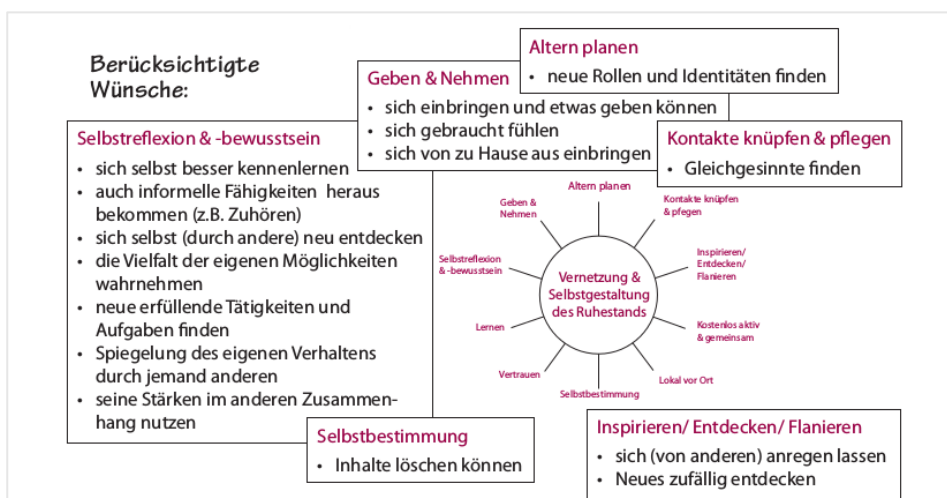 Berücksichtigte
Wünsche:
Altern planen
• neue Rollen und Identitäten finden
Geben & Nehmen
• sich einbringen und etwas geben können
• sich gebraucht fühlen
• sich von zu Hause aus einbringen
Kontakte knüpfen & pflegen
• Gleichgesinnte finden
Selbstreflexion & -bewusstsein
• sich selbst besser kennenlernen
• auch informelle Fähigkeiten heraus
bekommen (z.B. Zuhören)
• sich selbst (durch andere) neu entdecken
• die Vielfalt der eigenen Möglichkeiten
wahrnehmen
• neue erfüllende Tätigkeiten und
Aufgaben finden
• Spiegelung des eigenen Verhaltens
durch jemand anderen
• seine Stärken im anderen Zusammen-
hang nutzen
Vernetzung &
Selbstgestaltung
des Ruhestands
Altern planen
Kontakte knüpfen
& pfegen
Inspirieren/
Entdecken/
Flanieren
Kostenlos aktiv
& gemeinsam
Lokal vor Ort
Selbstbestimmung
Vertrauen
Lernen
Selbstreflexion
& -bewusstsein
Geben &
Nehmen
Selbstbestimmung
• Inhalte löschen können
Inspirieren/ Entdecken/ Flanieren
• sich (von anderen) anregen lassen
• Neues zufällig entdecken